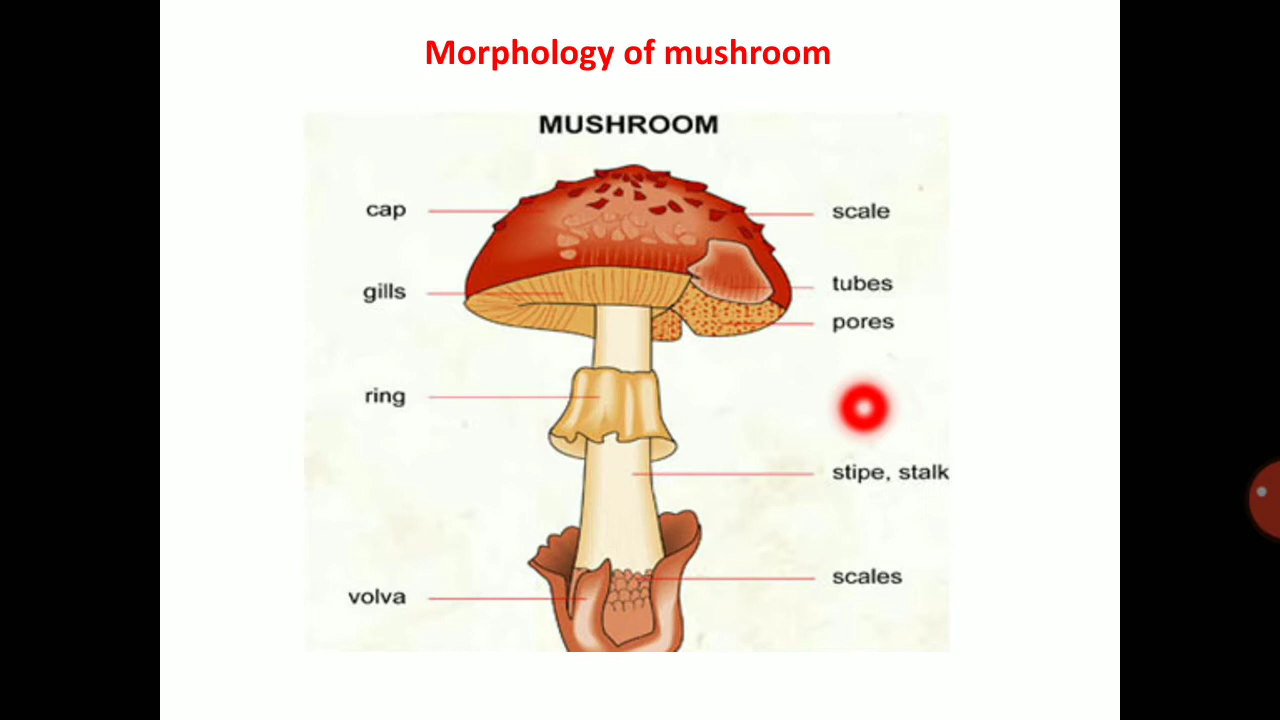 Morphology of mushroom
MUSHROOM
cap
scale
gills
tubes
pores
ring
stipe, stalk
scales
volva